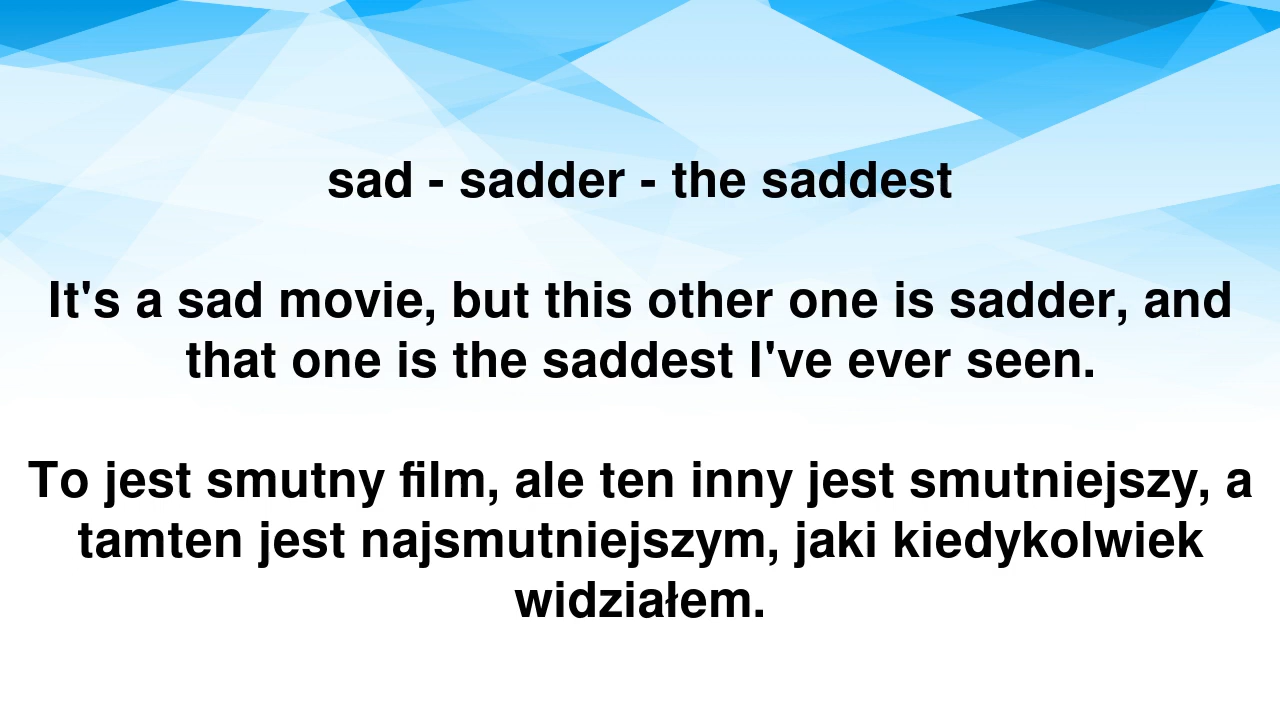 sad - sadder - the saddest
It's a sad movie, but this other one is sadder, and
that one is the saddest I've ever seen.
To jest smutny film, ale ten inny jest smutniejszy, a
tamten jest najsmutniejszym, jaki kiedykolwiek
widziałem.